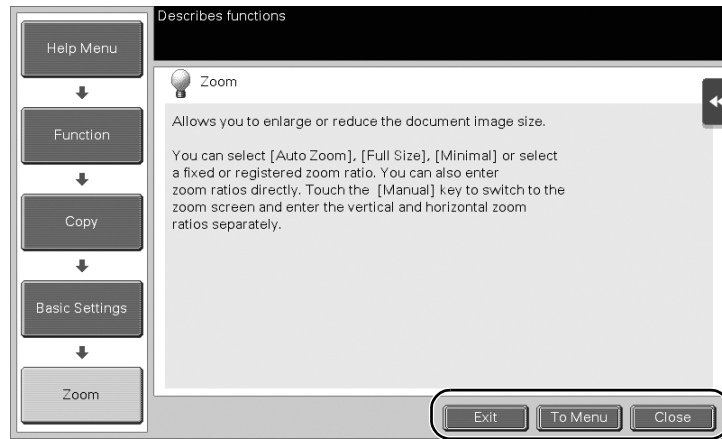 Describes functions
Help Menu
Function
Copy
Basic Settings
Zoom
Zoom
Allows you to enlarge or reduce the document image size.
You can select [Auto Zoom], [Full Size], [Minimal] or select
a fixed or registered zoom ratio. You can also enter
zoom ratios directly. Touch the [Manual] key to switch to the
zoom screen and enter the vertical and horizontal zoom
ratios separately.
Exit
To Menu
Close